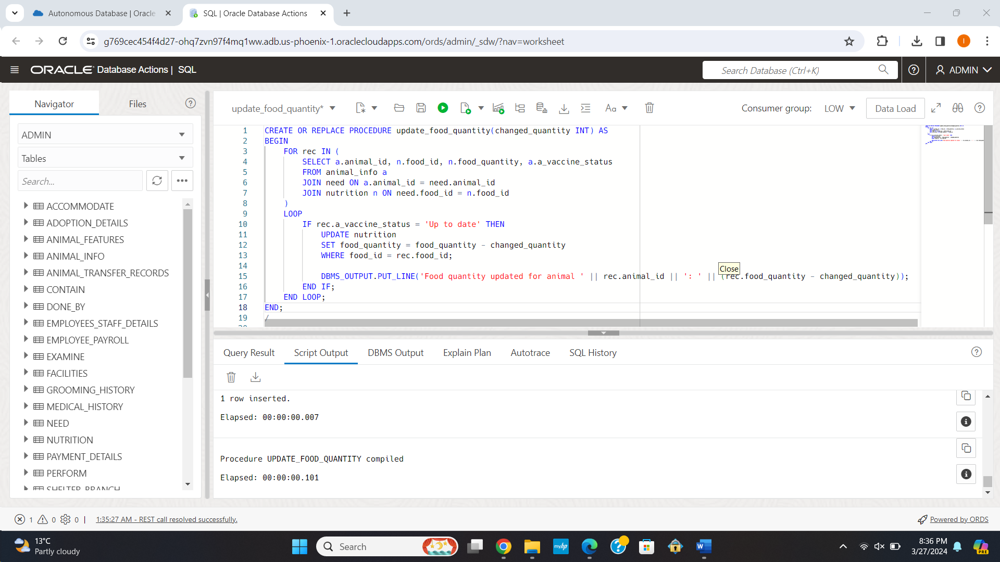 Autonomous Database | Oracle
SQL | Oracle Database Actions
g769cec454f4d27-ohq7zvn97f4mq1ww.adb.us-phoenix-1.oraclecloudapps.com/ords/admin/_sdw/?nav=worksheet
I
ORACLE Database Actions | SQL
Search Database (Ctrl+K)
ADMIN
Navigator
Files
ADMIN
Tables
Search...
ACCOMMODATE
ADOPTION_DETAILS
ANIMAL_FEATURES
ANIMAL_INFO
ANIMAL_TRANSFER_RECORDS
CONTAIN
DONE_BY
EMPLOYEES_STAFF_DETAILS
EMPLOYEE_PAYROLL
EXAMINE
FACILITIES
GROOMING_HISTORY
MEDICAL_HISTORY
NEED
NUTRITION
PAYMENT_DETAILS
PERFORM
SHELTER_BRANCH
update_food_quantity*
Aa
Consumer group: LOW
Data Load
1 CREATE OR REPLACE PROCEDURE update_food_quantity(changed_quantity INT) AS
2 BEGIN
3 FOR rec IN (
4 SELECT a.animal_id, n.food_id, n.food_quantity, a.a_vaccine_status
5 FROM animal_info a
6 JOIN need ON a.animal_id = need.animal_id
7 JOIN nutrition n ON need.food_id = n.food_id
8 )
9 LOOP
10 IF rec.a_vaccine_status = 'Up to date' THEN
11 UPDATE nutrition
12 SET food_quantity = food_quantity - changed_quantity
13 WHERE food_id = rec.food_id;
14
15 DBMS_OUTPUT.PUT_LINE('Food quantity updated for animal ' || rec.animal_id || ': ' || (rec.food_quantity - changed_quantity));
16 END IF;
17 END LOOP;
18 END;
19 /
20
Close
Query Result
Script Output
DBMS Output
Explain Plan
Autotrace
SQL History
1 row inserted.
Elapsed: 00:00:00.007
Procedure UPDATE_FOOD_QUANTITY compiled
Elapsed: 00:00:00.101
1 0 0 | 1:35:27 AM - REST call resolved successfully.
Powered by ORDS
13°C
Partly cloudy
Search
myhp
W
8:36 PM
3/27/2024
PRE